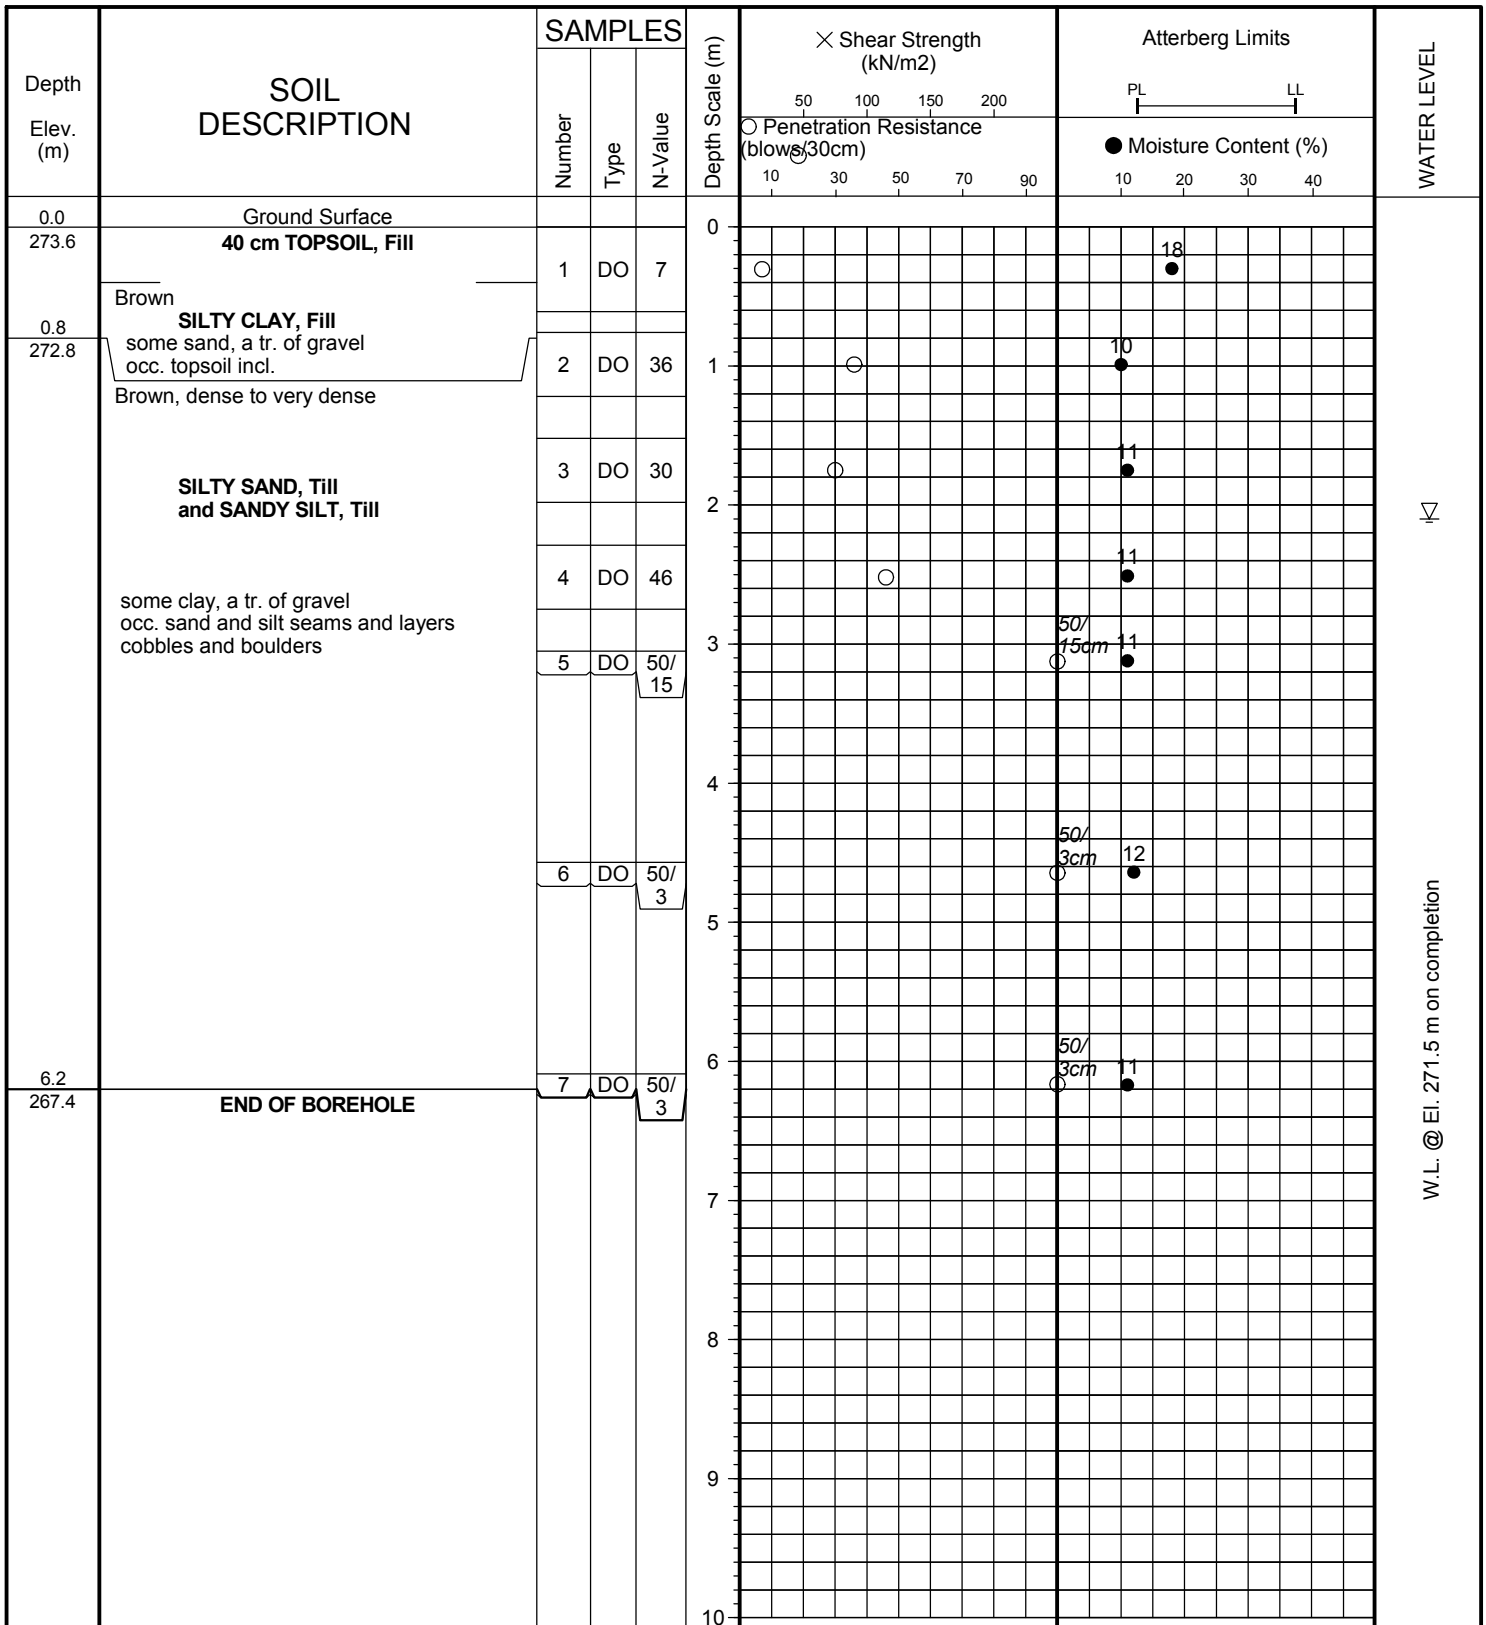 Depth
Elev.
(m)
SOIL
DESCRIPTION
SAMPLES
Number
Type
N-Value
Depth Scale (m)
× Shear Strength
(kN/m2)
50 100 150 200
○ Penetration Resistance
(blows/30cm)
10 30 50 70 90
Atterberg Limits
PL LL
● Moisture Content (%)
10 20 30 40
WATER LEVEL
0.0
Ground Surface
273.6
40 cm TOPSOIL, Fill
0
1 DO 7
18
Brown
SILTY CLAY, Fill
0.8
some sand, a tr. of gravel
272.8
occ. topsoil incl.
2 DO 36
1
10
Brown, dense to very dense
3 DO 30
11
SILTY SAND, Till
and SANDY SILT, Till
2
4 DO 46
11
some clay, a tr. of gravel
occ. sand and silt seams and layers
cobbles and boulders
3
5 DO 50/
15
50/
15cm
11
4
6 DO 50/
3
50/
3cm
12
5
6
6.2
267.4
7 DO 50/
3
50/
3cm
11
END OF BOREHOLE
7
8
9
10
W.L. @ El. 271.5 m on completion